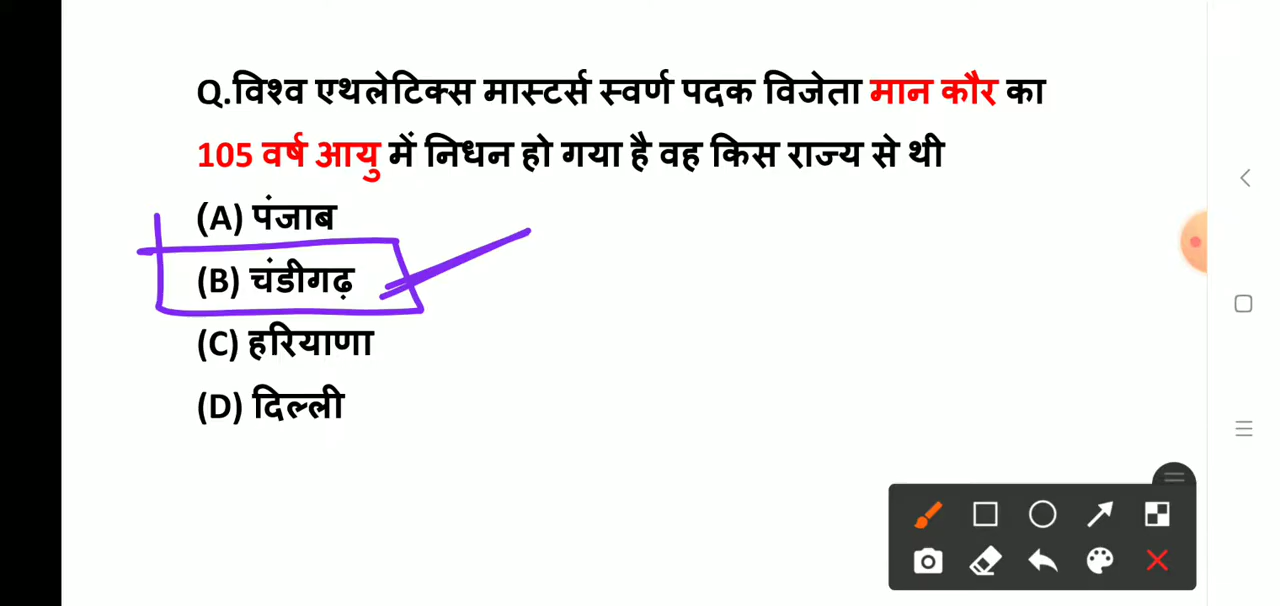 Q.विश्व एथलेटिक्स मास्टर्स स्वर्ण पदक विजेता मान कौर का
105 वर्ष आयु में निधन हो गया है वह किस राज्य से थी
(A) पंजाब
(B) चंडीगढ़
(C) हरियाणा
(D) दिल्ली